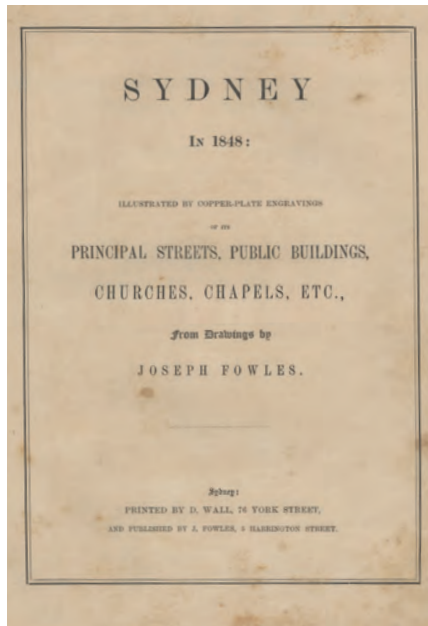 SYDNEY
IN 1848:
ILLUSTRATED BY COPPER-PLATE ENGRAVINGS
OF ITS
PRINCIPAL STREETS, PUBLIC BUILDINGS,
CHURCHES, CHAPELS, ETC.,
From Drawings by
JOSEPH FOWLES.
Sydney:
PRINTED BY D. WALL, 76 YORK STREET,
AND PUBLISHED BY J. FOWLES, 5 HARRINGTON STREET.